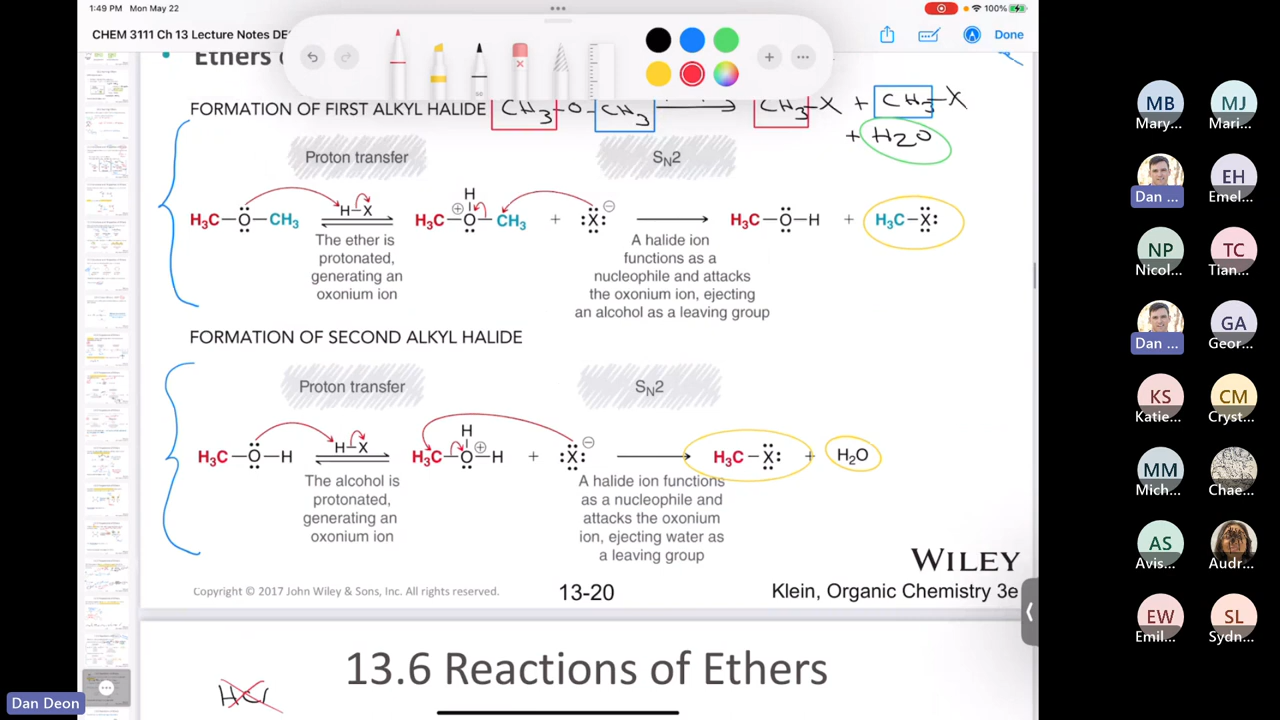 1:49 PM Mon May 22
100%
CHEM 3111 Ch 13 Lecture Notes DE
Done
Ethers
FORMATION OF FIRST ALKYL HALIDE CH3-O-CH3 → CH3-X + CH3-X
+ H2O
Proton transfer SN2
H3C–O–CH3 H–X H3C–O–CH3 + :X: ⊖ → H3C–O–H + H3C–X:
H ⊕
The ether is protonated, generating an oxonium ion
A halide ion
functions as a
nucleophile and attacks
the oxonium ion, ejecting
an alcohol as a leaving group
FORMATION OF SECOND ALKYL HALIDE
Proton transfer SN2
H ⊕ ⊖
H3C–O–H H–X H3C–O–H + :X: → H3C–X: + H2O
The alcohol is
protonated,
generating an
oxonium ion
A halide ion functions
as a nucleophile and
attacks the oxonium
ion, ejecting water as
a leaving group
WILEY
Copyright © 2017 John Wiley & Sons, Inc. All rights reserved.
13-20
Klein, Organic Chemistry 3e
13.6 Reactions of Ethers
HCl
Dan Deon
MB
Mary...
MJ
Mari...
Dan ...
EH
Emel...
NP
Nicol...
TC
Tian...
Dan ...
GJ
Geor...
KS
Katie...
CM
Cryst...
MM
Mich...
Chae...
AS
Avis...
Audr...
EW
Emil...
SL
Sydn...